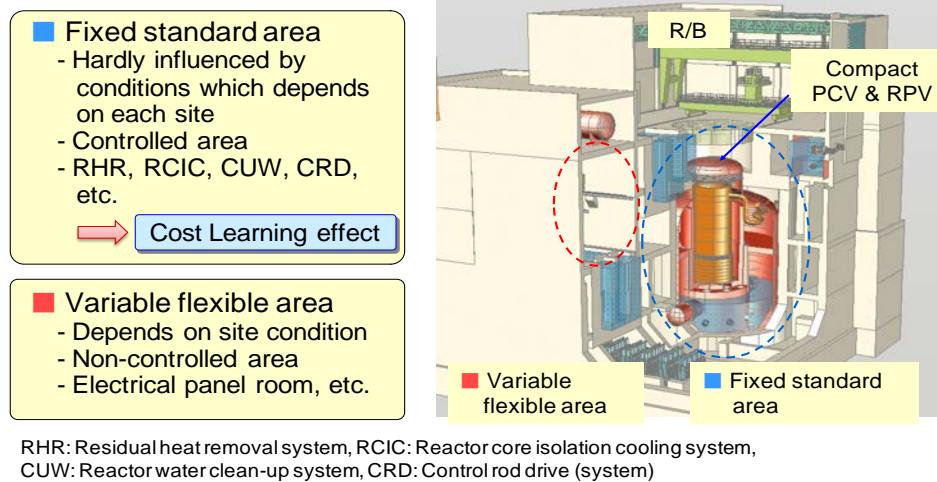 Fixed standard area
- Hardly influenced by
conditions which depends
on each site
- Controlled area
- RHR, RCIC, CUW, CRD,
etc.
Cost Learning effect
Variable flexible area
- Depends on site condition
- Non-controlled area
- Electrical panel room, etc.
R/B
Compact
PCV & RPV
Variable
flexible area
Fixed standard
area
RHR: Residual heat removal system, RCIC: Reactor core isolation cooling system,
CUW: Reactor water clean-up system, CRD: Control rod drive (system)